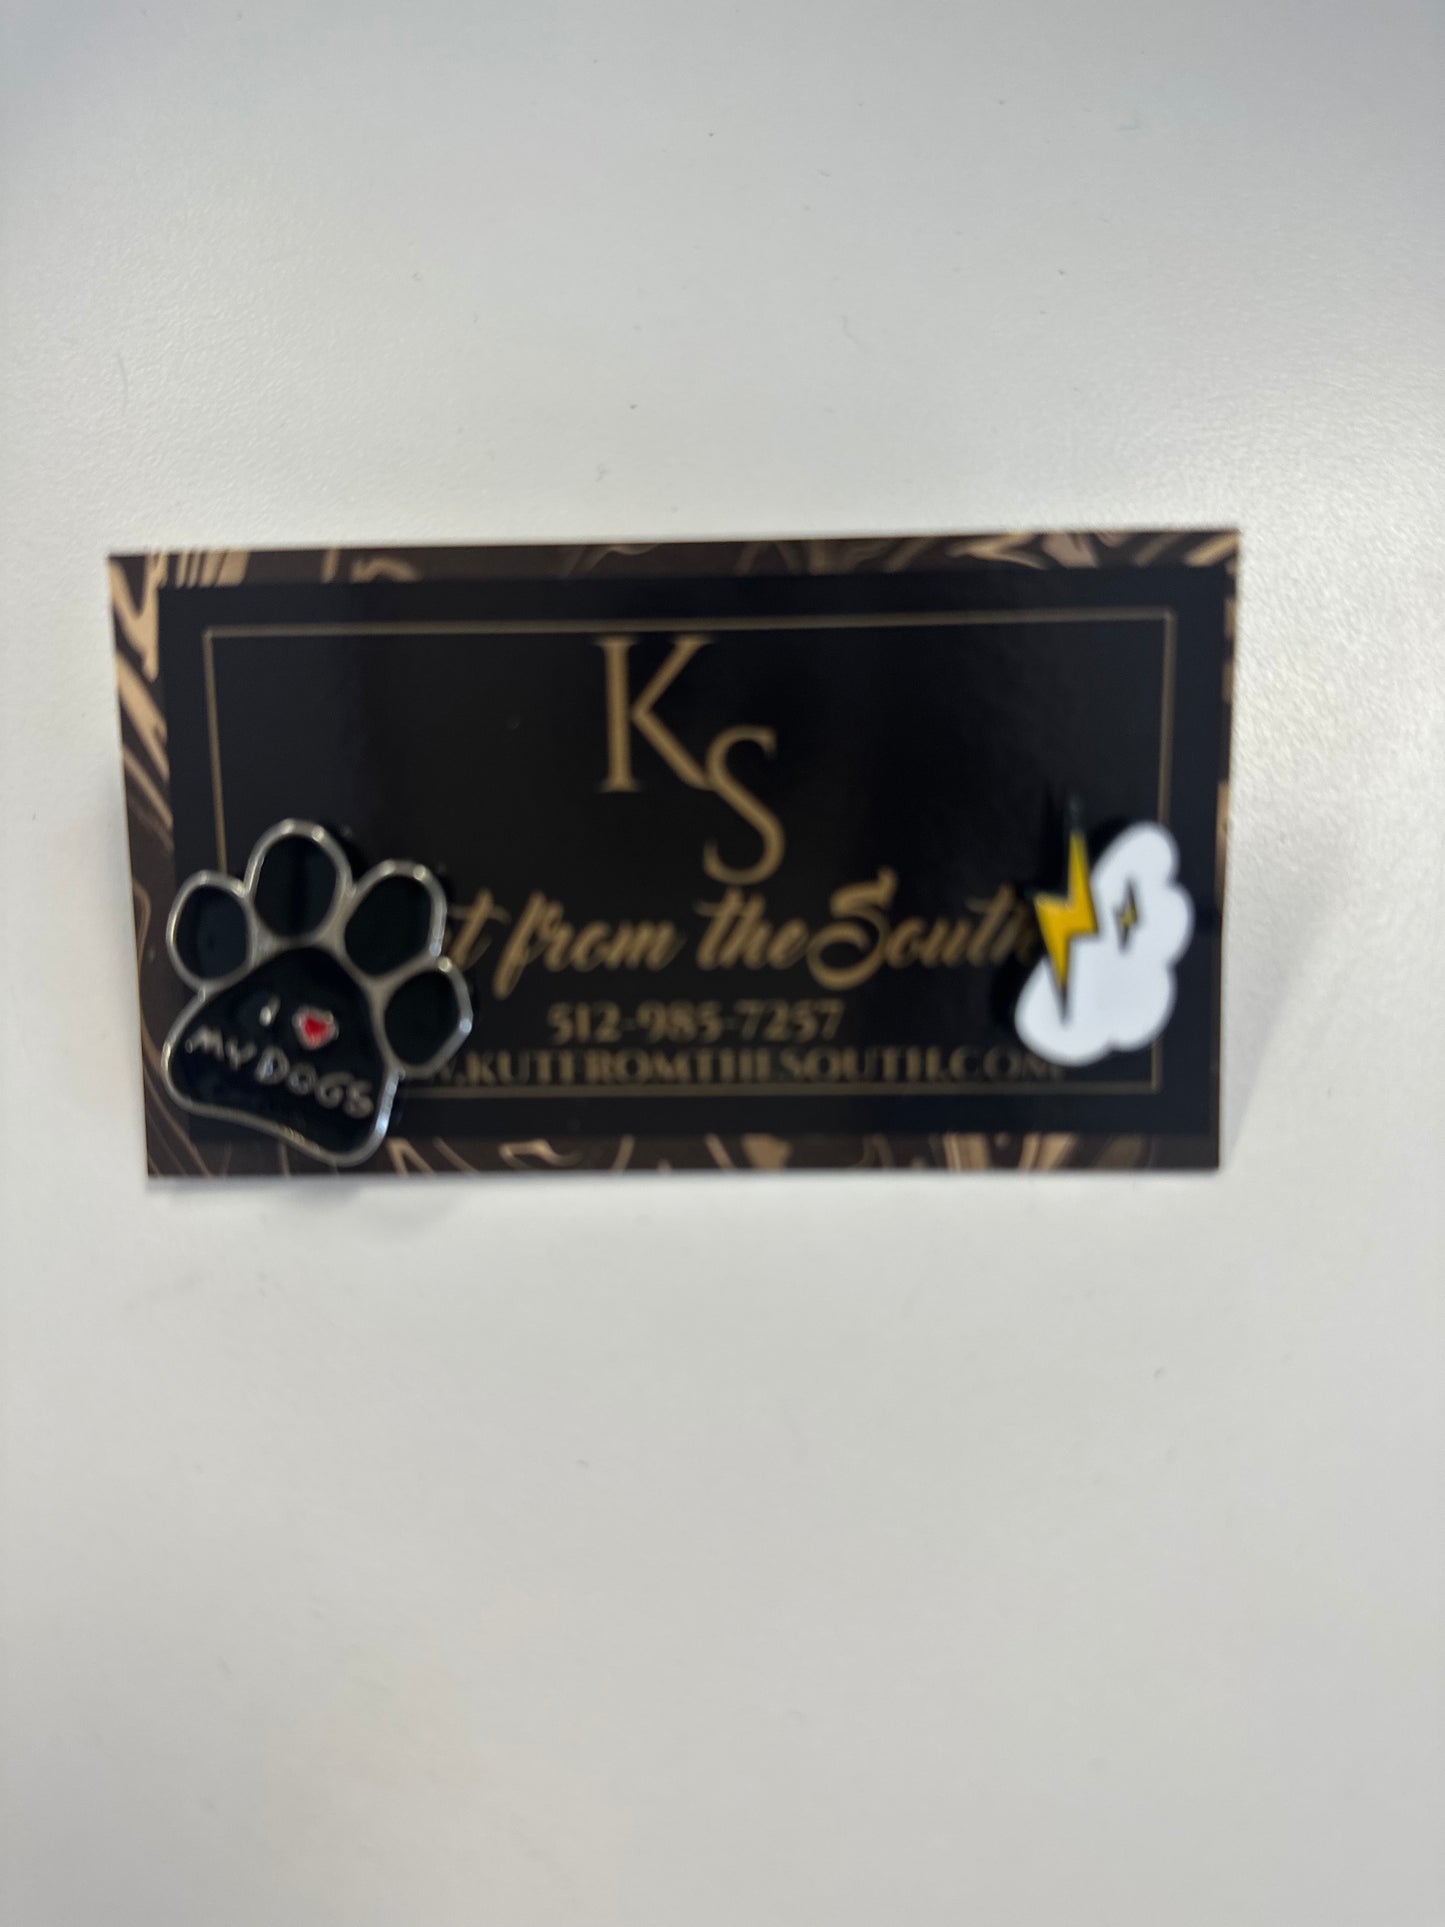 KS
from the South
512-985-7257
.KUTFROMTHESOUTH.COM
I
MY DOGS